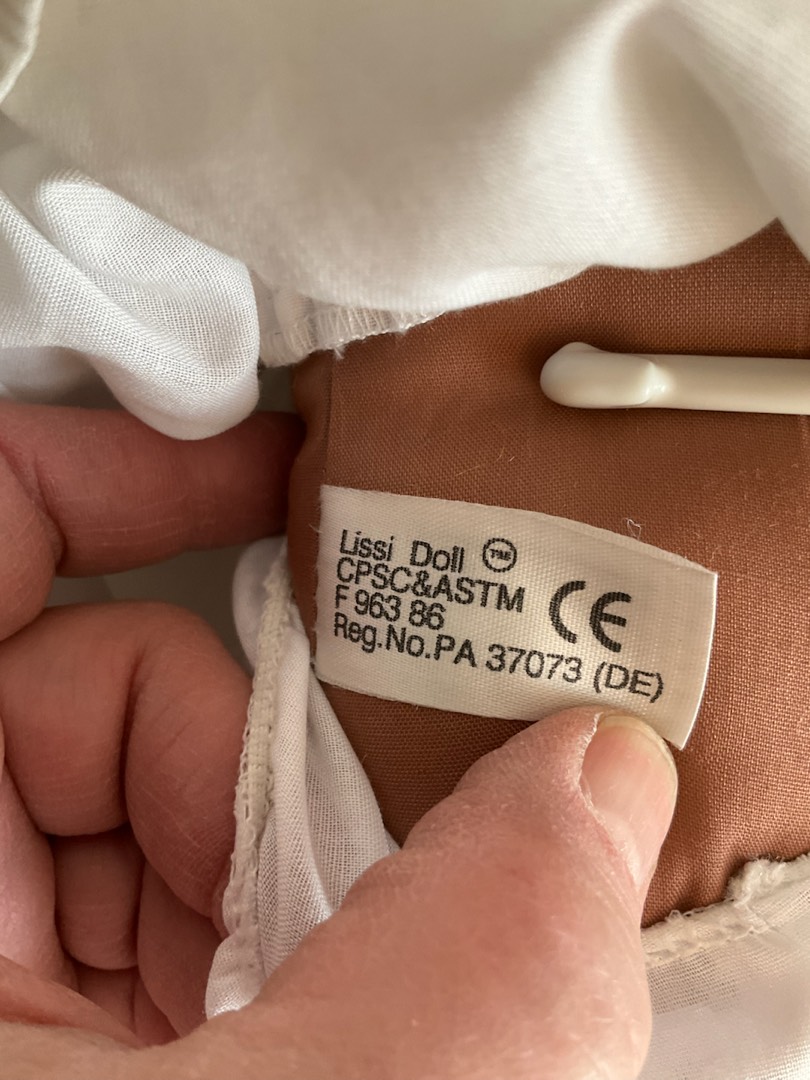 Lissi Doll ™
CPSC&ASTM
F 963 86
Reg.No.PA 37073 (DE)
CE